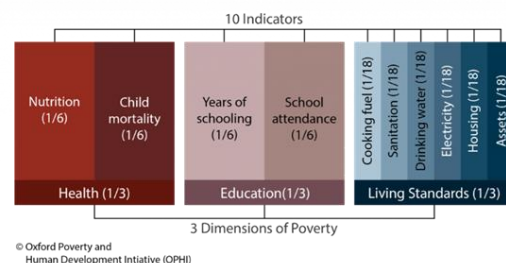 10 Indicators
Nutrition
(1/6)
Child
mortality
(1/6)
Years of
schooling
(1/6)
School
attendance
(1/6)
Cooking fuel (1/18)
Sanitation (1/18)
Drinking water (1/18)
Electricity (1/18)
Housing (1/18)
Assets (1/18)
Health (1/3)
Education(1/3)
Living Standards (1/3)
3 Dimensions of Poverty
© Oxford Poverty and
Human Development Intiative (OPHI)